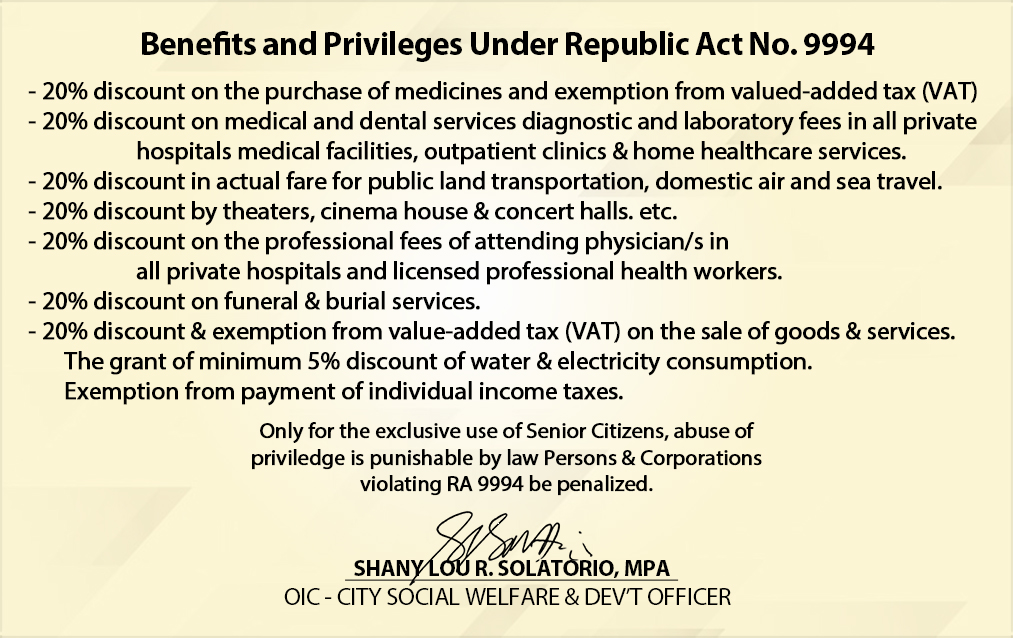 Benefits and Privileges Under Republic Act No. 9994
- 20% discount on the purchase of medicines and exemption from valued-added tax (VAT)
- 20% discount on medical and dental services diagnostic and laboratory fees in all private
hospitals medical facilities, outpatient clinics & home healthcare services.
- 20% discount in actual fare for public land transportation, domestic air and sea travel.
- 20% discount by theaters, cinema house & concert halls. etc.
- 20% discount on the professional fees of attending physician/s in
all private hospitals and licensed professional health workers.
- 20% discount on funeral & burial services.
- 20% discount & exemption from value-added tax (VAT) on the sale of goods & services.
The grant of minimum 5% discount of water & electricity consumption.
Exemption from payment of individual income taxes.
Only for the exclusive use of Senior Citizens, abuse of
priviledge is punishable by law Persons & Corporations
violating RA 9994 be penalized.
SHANY LOU R. SOLATORIO, MPA
OIC - CITY SOCIAL WELFARE & DEV'T OFFICER